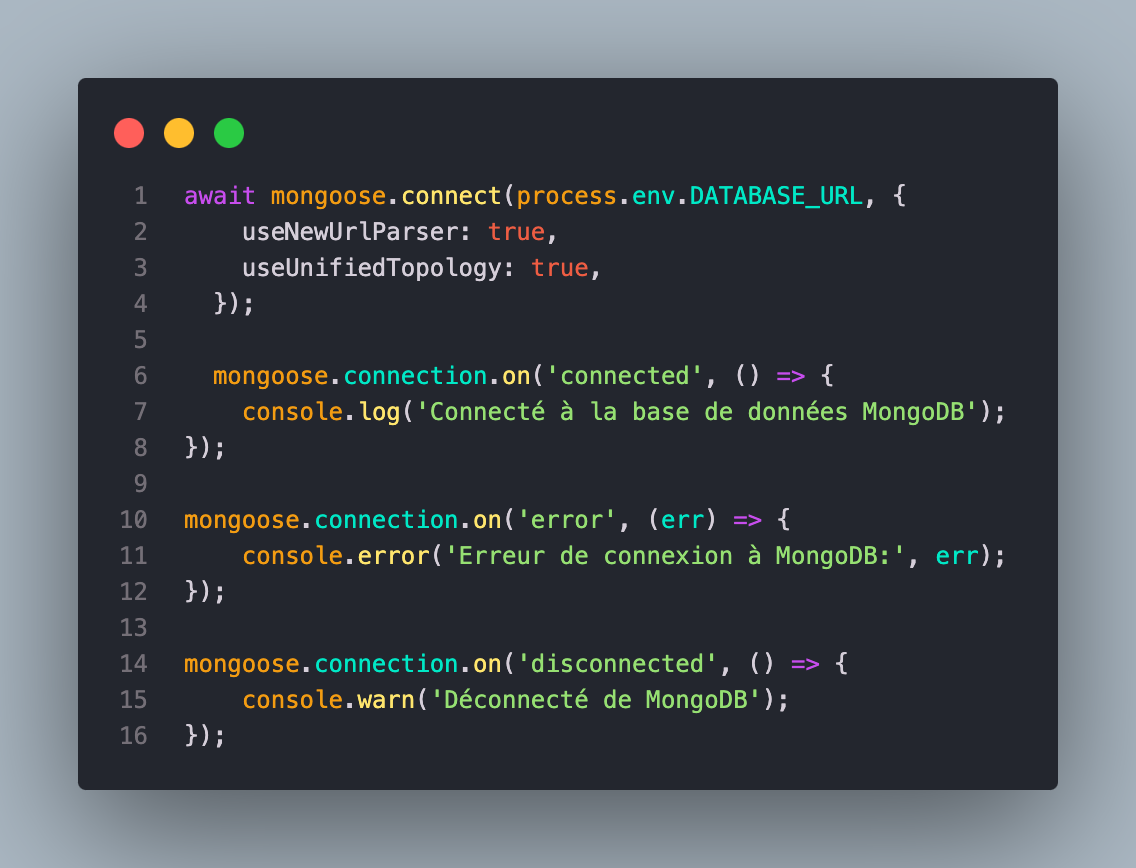 1 await mongoose.connect(process.env.DATABASE_URL, {
2     useNewUrlParser: true,
3     useUnifiedTopology: true,
4   });
5
6   mongoose.connection.on('connected', () => {
7     console.log('Connecté à la base de données MongoDB');
8 });
9
10 mongoose.connection.on('error', (err) => {
11     console.error('Erreur de connexion à MongoDB:', err);
12 });
13
14 mongoose.connection.on('disconnected', () => {
15     console.warn('Déconnecté de MongoDB');
16 });